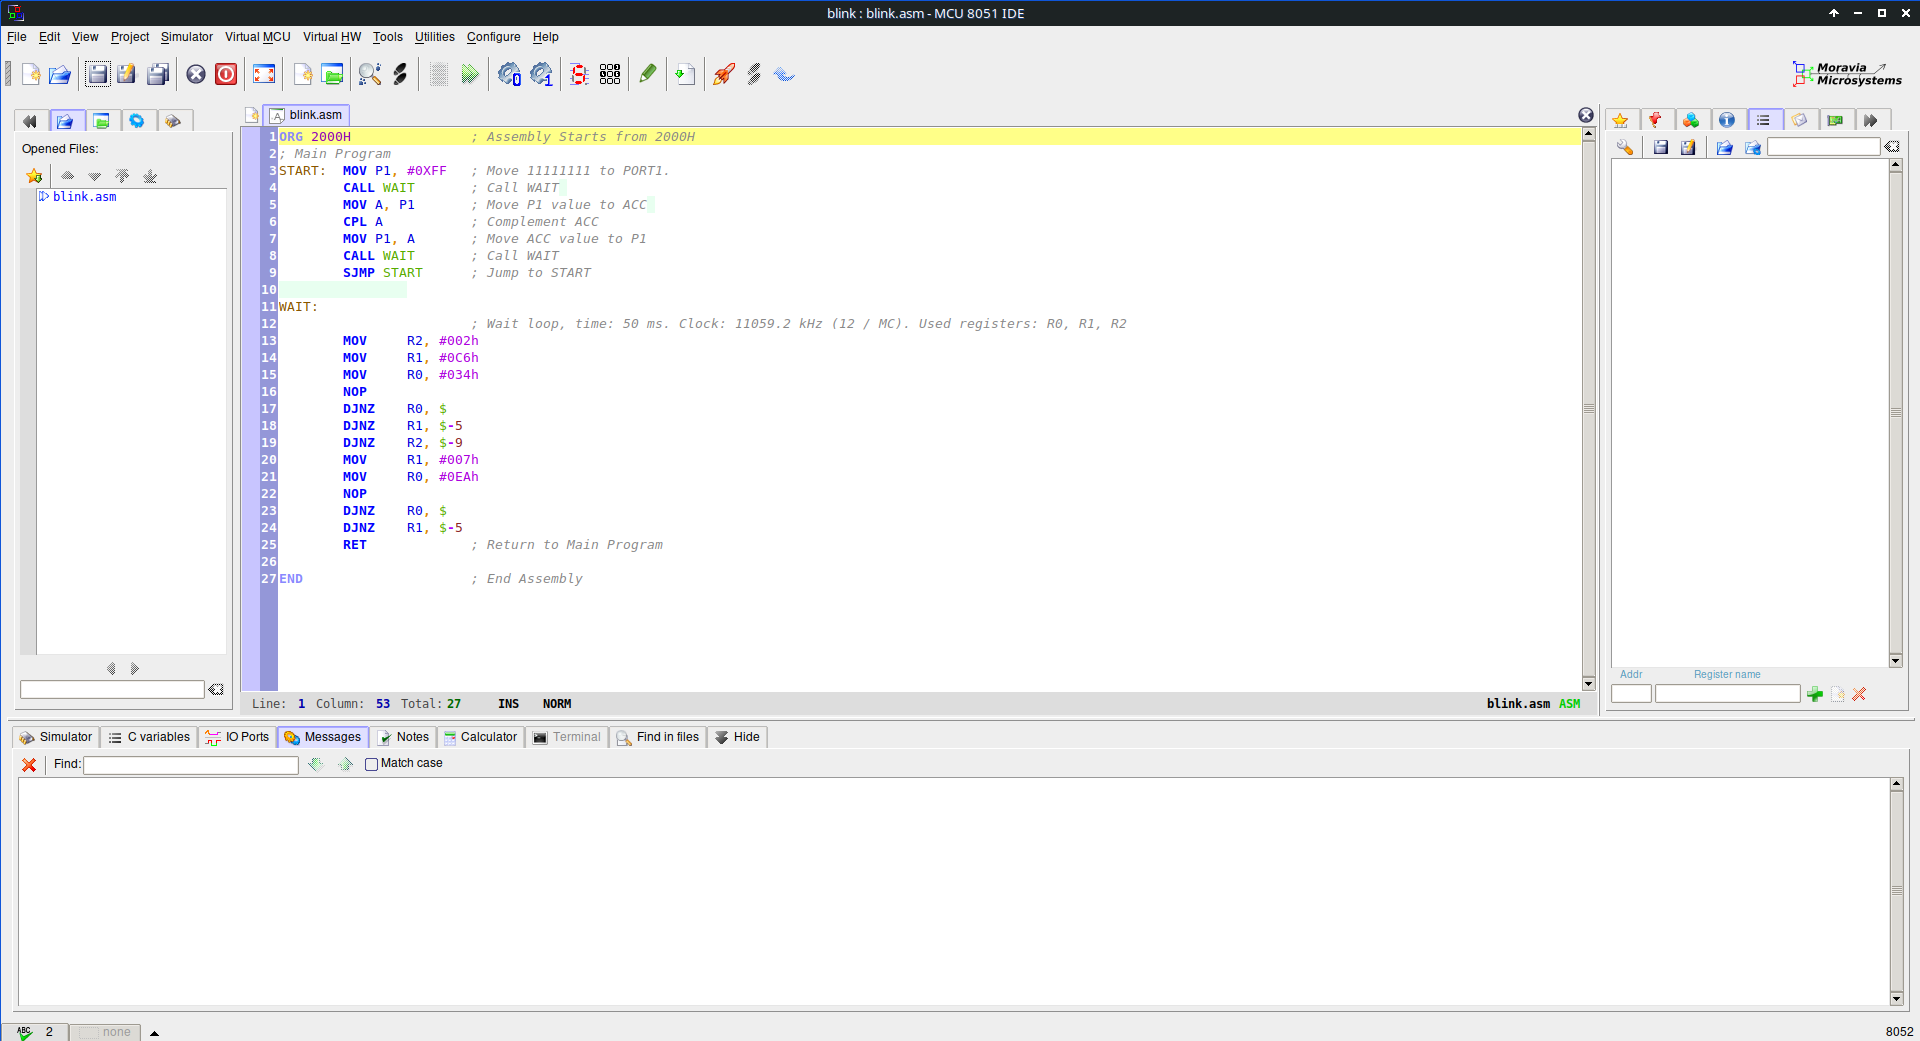 blink : blink.asm - MCU 8051 IDE
File Edit View Project Simulator Virtual MCU Virtual HW Tools Utilities Configure Help
Moravia
Microsystems
blink.asm
Opened Files:
blink.asm
1 ORG 2000H ; Assembly Starts from 2000H
2 ; Main Program
3 START: MOV P1, #0XFF ; Move 11111111 to PORT1.
4 CALL WAIT ; Call WAIT
5 MOV A, P1 ; Move P1 value to ACC
6 CPL A ; Complement ACC
7 MOV P1, A ; Move ACC value to P1
8 CALL WAIT ; Call WAIT
9 SJMP START ; Jump to START
10
11 WAIT:
12 ; Wait loop, time: 50 ms. Clock: 11059.2 kHz (12 / MC). Used registers: R0, R1, R2
13 MOV R2, #002h
14 MOV R1, #0C6h
15 MOV R0, #034h
16 NOP
17 DJNZ R0, $
18 DJNZ R1, $-5
19 DJNZ R2, $-9
20 MOV R1, #007h
21 MOV R0, #0EAh
22 NOP
23 DJNZ R0, $
24 DJNZ R1, $-5
25 RET ; Return to Main Program
26
27 END ; End Assembly
Addr Register name
Line: 1 Column: 53 Total: 27 INS NORM blink.asm ASM
Simulator C variables IO Ports Messages Notes Calculator Terminal Find in files Hide
Find: Match case
ABC 2 none 8052